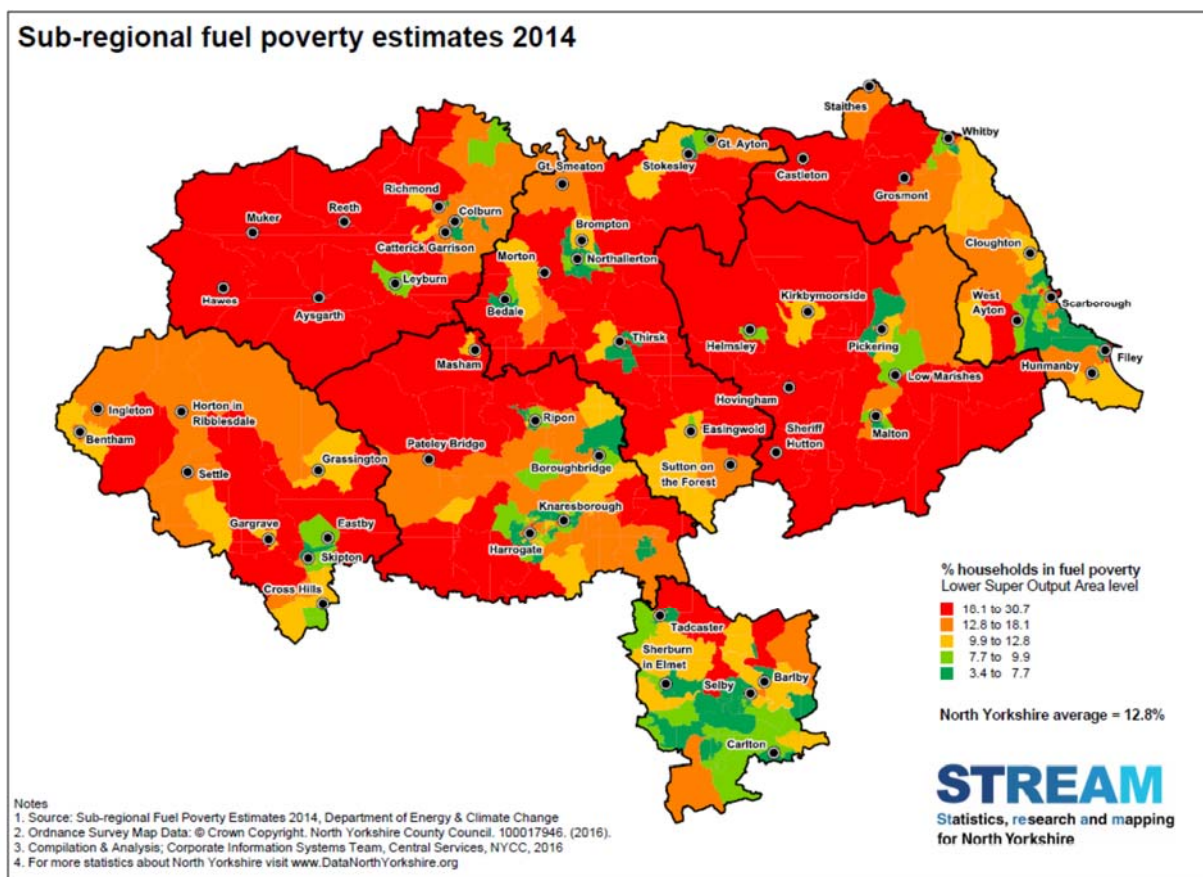 Sub-regional fuel poverty estimates 2014
Staithes
Whitby
Gt. Ayton
Stokesley
Castleton
Gt. Smeaton
Grosmont
Richmond
Colburn
Reeth
Muker
Brompton
Catterick Garrison
Northallerton
Cloughton
Morton
Leyburn
Hawes
Aysgarth
Bedale
Kirkbymoorside
West
Ayton
Scarborough
Thirsk
Helmsley
Pickering
Filey
Masham
Low Marishes
Hunmanby
Hovingham
Ingleton
Horton in
Ribblesdale
Ripon
Bentham
Easingwold
Sheriff
Hutton
Malton
Pateley Bridge
Grassington
Settle
Boroughbridge
Sutton on
the Forest
Knaresborough
Gargrave
Eastby
Harrogate
Skipton
Cross Hills
Tadcaster
Sherburn
in Elmet
Selby
Barlby
Carlton
% households in fuel poverty
Lower Super Output Area level
18.1 to 30.7
12.8 to 18.1
9.9 to 12.8
7.7 to 9.9
3.4 to 7.7
North Yorkshire average = 12.8%
STREAM
Statistics, research and mapping
for North Yorkshire
Notes
1. Source: Sub-regional Fuel Poverty Estimates 2014, Department of Energy & Climate Change
2. Ordnance Survey Map Data: © Crown Copyright. North Yorkshire County Council. 100017946. (2016).
3. Compilation & Analysis; Corporate Information Systems Team, Central Services, NYCC, 2016
4. For more statistics about North Yorkshire visit www.DataNorthYorkshire.org